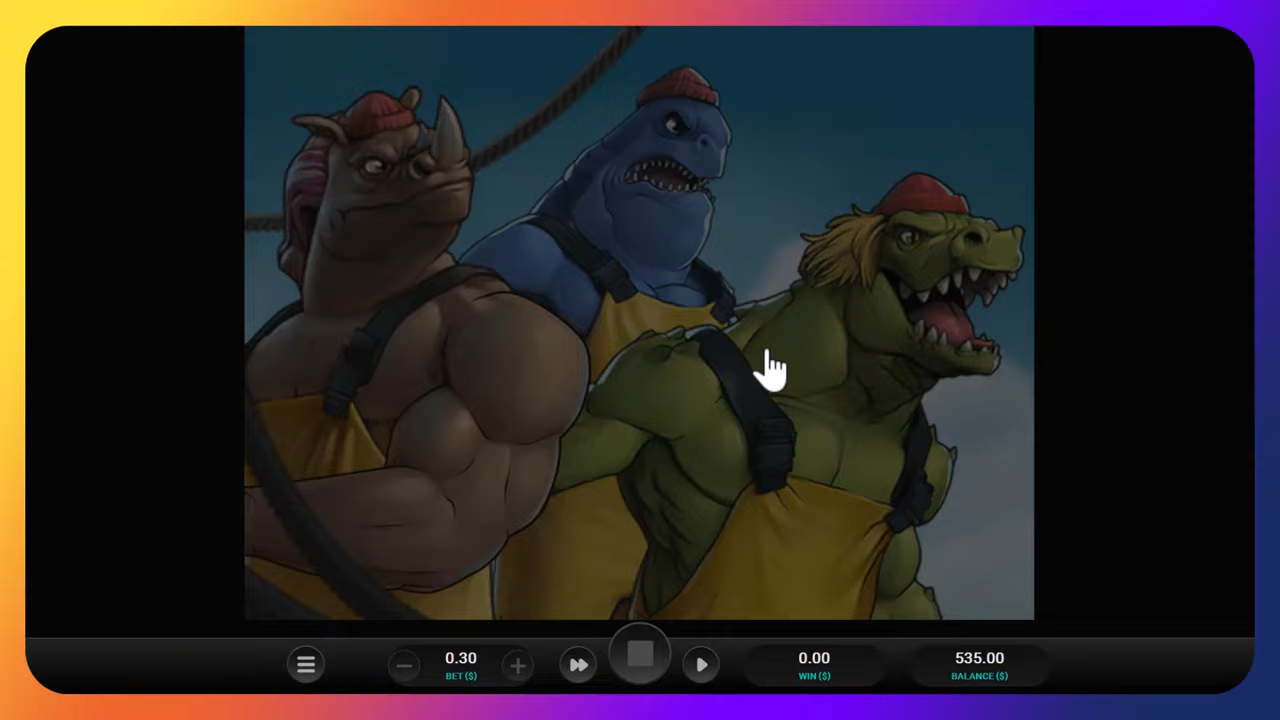 0.30
BET ($)
0.00
WIN ($)
535.00
BALANCE ($)